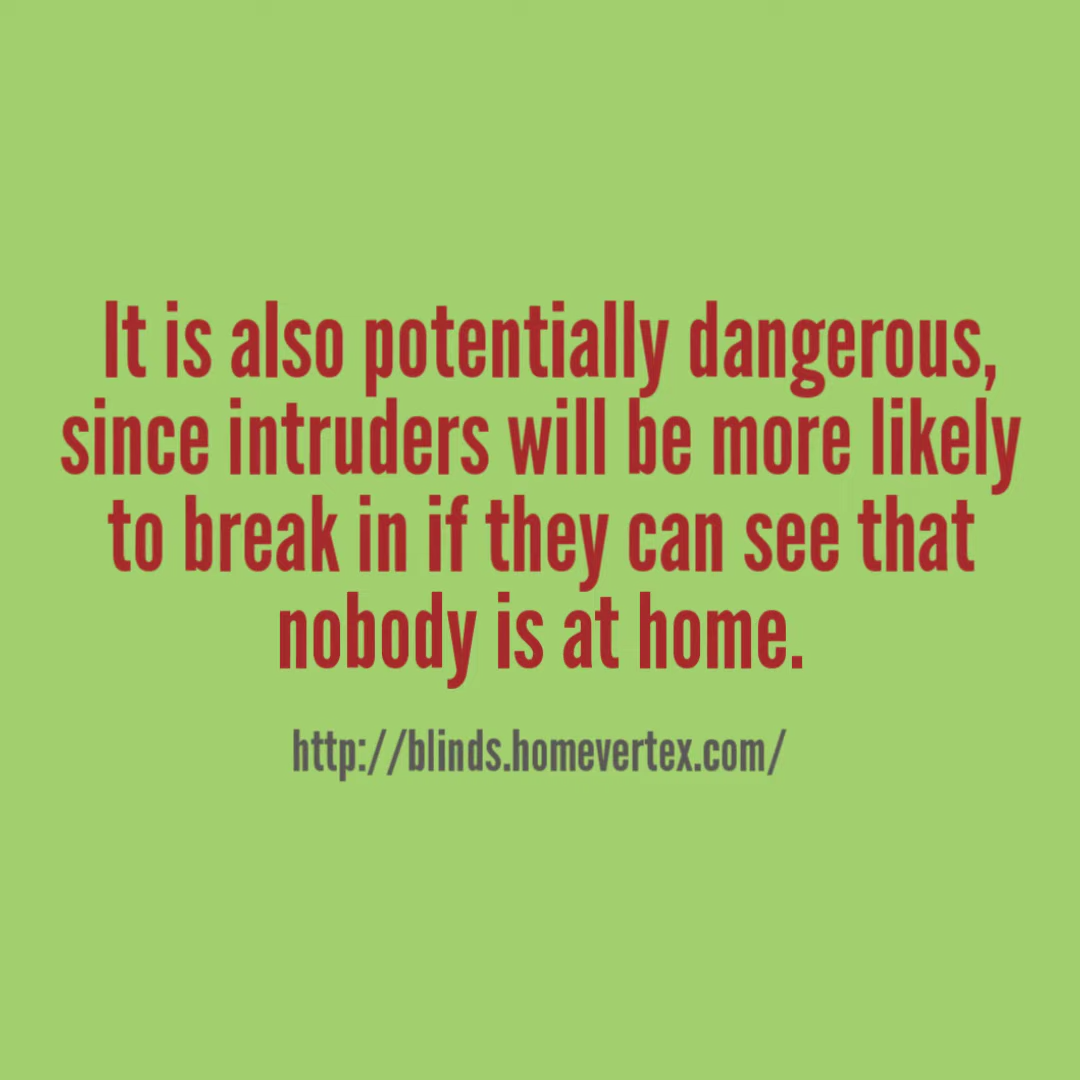 It is also potentially dangerous,
since intruders will be more likely
to break in if they can see that
nobody is at home.
http://blinds.homevertex.com/